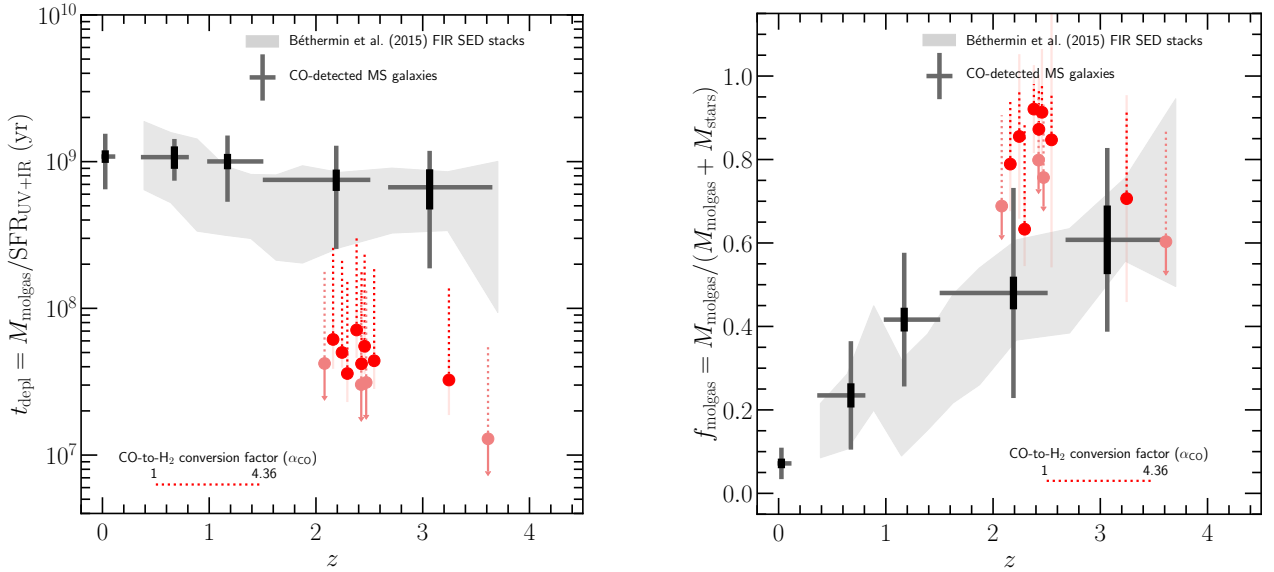 Béthermin et al. (2015) FIR SED stacks
CO-detected MS galaxies
10^10
10^9
10^8
10^7
t_depl = M_molgas/SFR_UV+IR (yr)
CO-to-H_2 conversion factor (α_CO)
1 4.36
0 1 2 3 4
z
Béthermin et al. (2015) FIR SED stacks
CO-detected MS galaxies
1.0
0.8
0.6
0.4
0.2
0.0
f_molgas = M_molgas/(M_molgas + M_stars)
CO-to-H_2 conversion factor (α_CO)
1 4.36
0 1 2 3 4
z